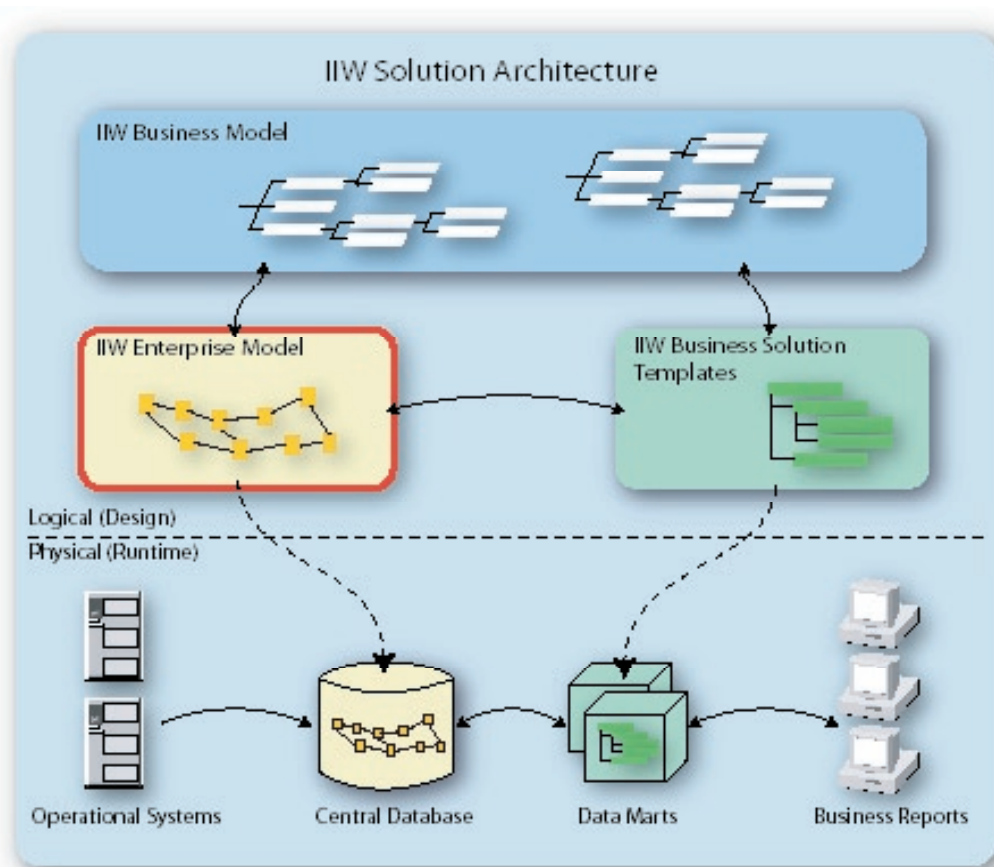 IIW Solution Architecture
IIW Business Model
IIW Enterprise Model
IIW Business Solution
Templates
Logical (Design)
Physical (Runtime)
Operational Systems
Central Database
Data Marts
Business Reports